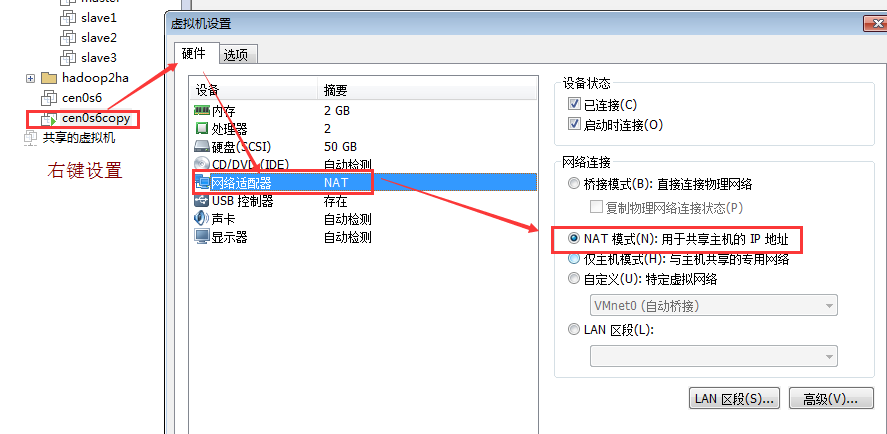 master
slave1
slave2
slave3
hadoop2ha
cen0s6
cen0s6copy
共享的虚拟机
右键设置
虚拟机设置
硬件
选项
设备 摘要
内存 2 GB
处理器 2
硬盘(SCSI) 50 GB
CD/DVD (IDE) 自动检测
网络适配器 NAT
USB 控制器 存在
声卡 自动检测
显示器 自动检测
设备状态
已连接(C)
启动时连接(O)
网络连接
桥接模式(B): 直接连接物理网络
复制物理网络连接状态(P)
NAT 模式(N): 用于共享主机的 IP 地址
仅主机模式(H): 与主机共享的专用网络
自定义(U): 特定虚拟网络
VMnet0 (自动桥接)
LAN 区段(L):
LAN 区段(S)... 高级(V)...